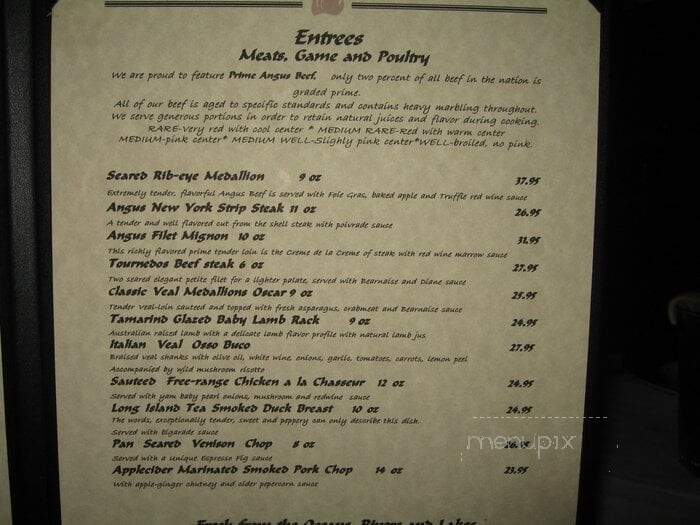 Entrees
Meats, Game and Poultry
We are proud to feature Prime Angus Beef. only two percent of all beef in the nation is
graded prime.
All of our beef is aged to specific standards and contains heavy marbling throughout.
We serve generous portions in order to retain natural juices and flavor during cooking.
RARE-Very red with cool center * MEDIUM RARE-Red with warm center
MEDIUM-pink center* MEDIUM WELL-Slighly pink center*WELL-broiled, no pink.
Seared Rib-eye Medallion 9 oz 37.95
Extremely tender, flavorful Angus Beef is served with Foie Gras, baked apple and Truffle red wine sauce
Angus New York Strip Steak 11 oz 26.95
A tender and well flavored cut from the shell steak with poivrade sauce
Angus Filet Mignon 10 oz 31.95
This richly flavored prime tender loin is the Creme de la Creme of steak with red wine marrow sauce
Tournedos Beef steak 6 oz 27.95
Two seared elegant petite filet for a lighter palate, served with Bearnaise and Diane sauce
Classic Veal Medallions Oscar 9 oz 25.95
Tender veal-loin sauteed and topped with fresh asparagus, crabmeat and Bearnaise sauce
Tamarind Glazed Baby Lamb Rack 9 oz 24.95
Australian raised lamb with a delicate lamb flavor profile with natural lamb jus
Italian Veal Osso Buco 27.95
Braised veal shanks with olive oil, white wine, onions, garlic, tomatoes, carrots, lemon peel
Accompanied by wild mushroom risotto
Sauteed Free-range Chicken a la Chasseur 12 oz 24.95
Served with yam baby pearl onions, mushroom and redwine sauce
Long Island Tea Smoked Duck Breast 10 oz 24.95
The words, exceptionally tender, sweet and peppery can only describe this dish.
Served with Bigarade sauce
Pan Seared Venison Chop 8 oz
Served with a Unique Espresso Fig sauce
Applecider Marinated Smoked Pork Chop 14 oz 23.95
With apple-ginger chutney and cider pepercorn sauce
Fresh from the Oceans, Rivers and Lakes
menupix